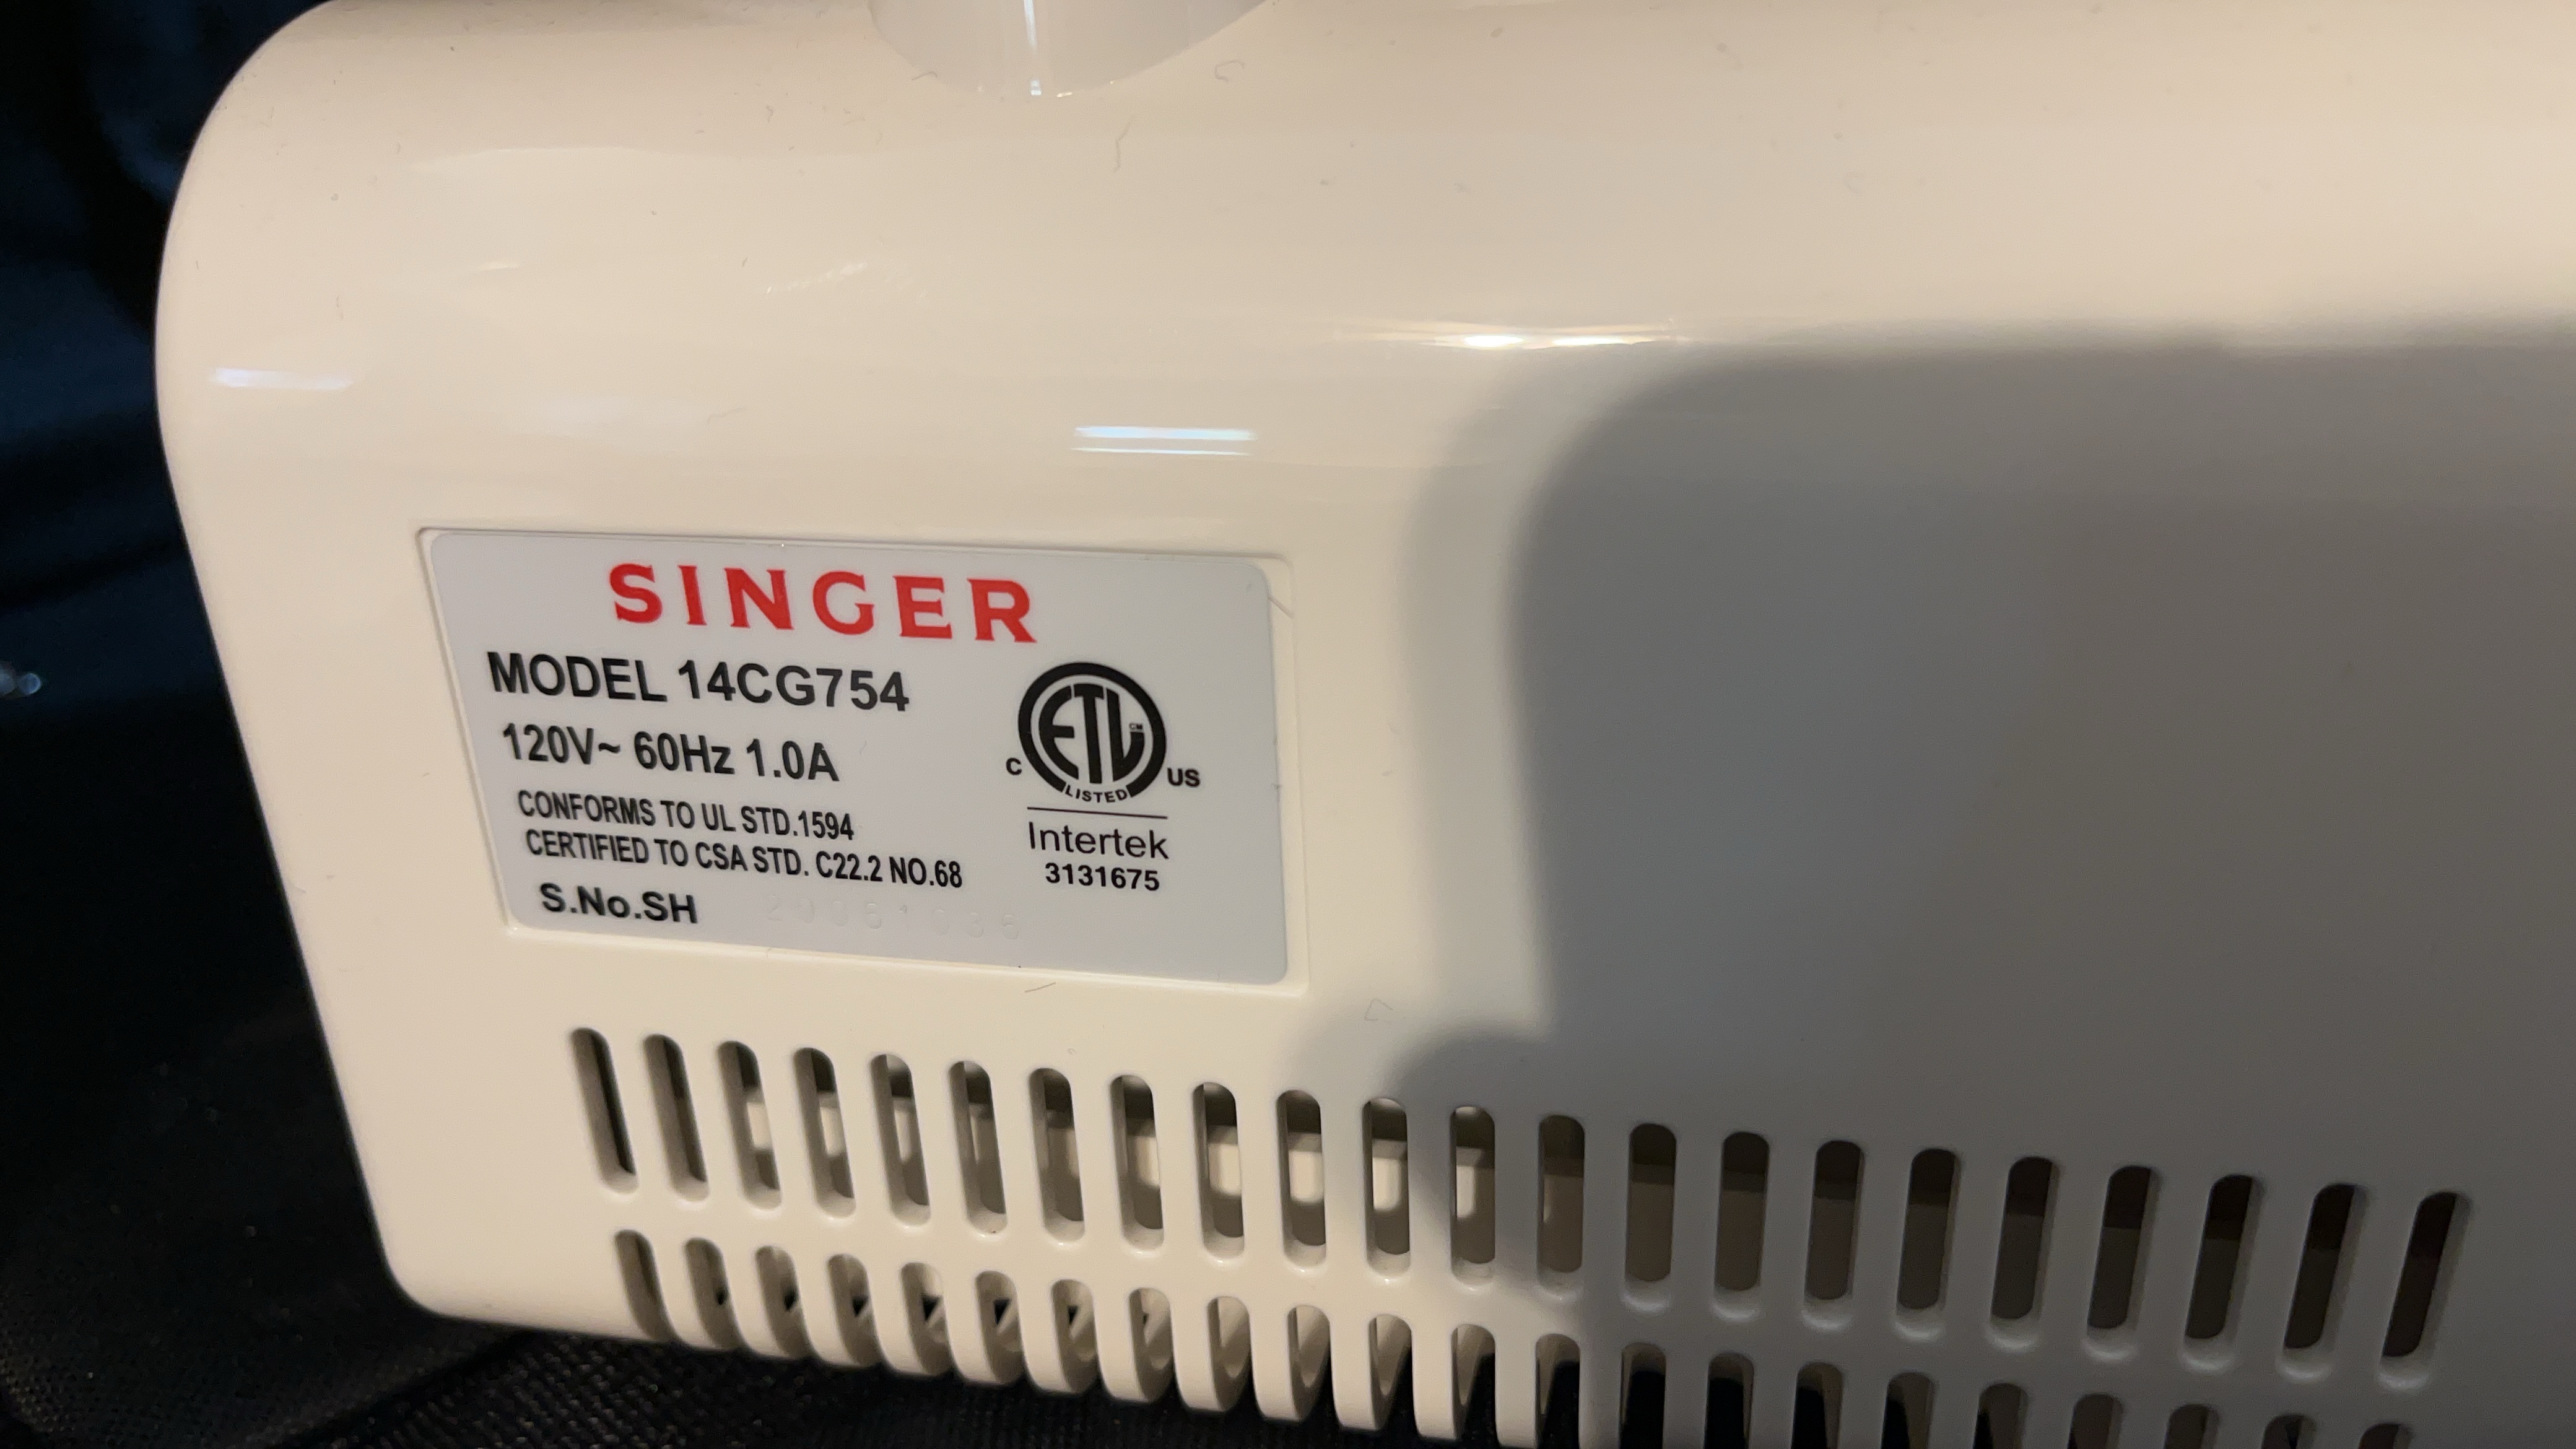 SINGER
MODEL 14CG754
120V~ 60Hz 1.0A
CONFORMS TO UL STD.1594
CERTIFIED TO CSA STD. C22.2 NO.68
S.No.SH
ETL CM
C US
LISTED
Intertek
3131675